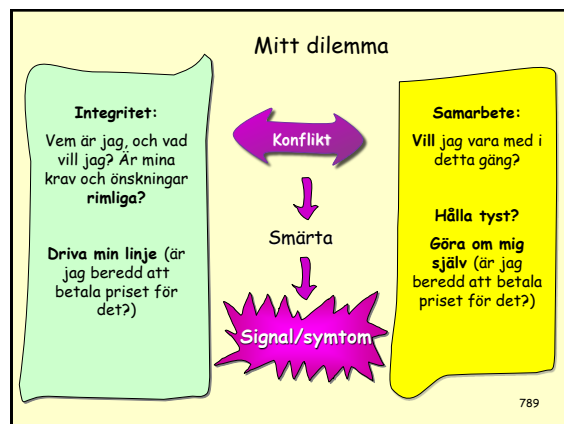 Mitt dilemma
Integritet:
Vem är jag, och vad
vill jag? Är mina
krav och önskningar
rimliga?
Driva min linje (är
jag beredd att
betala priset för
det?)
Konflikt
Smärta
Signal/symtom
Samarbete:
Vill jag vara med i
detta gäng?
Hålla tyst?
Göra om mig
själv (är jag
beredd att betala
priset för det?)
789